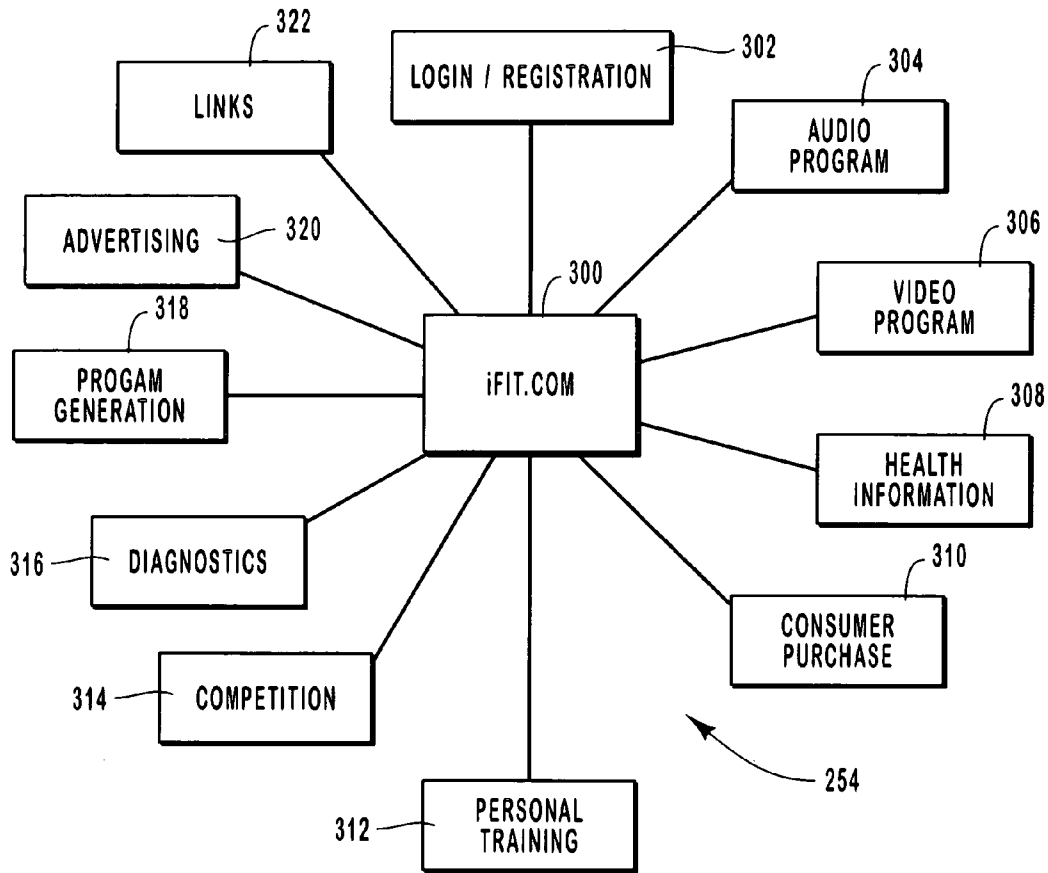 322
LINKS
302
LOGIN / REGISTRATION
304
AUDIO
PROGRAM
ADVERTISING
320
306
VIDEO
PROGRAM
300
iFIT.COM
318
PROGAM
GENERATION
308
HEALTH
INFORMATION
316
DIAGNOSTICS
310
CONSUMER
PURCHASE
314
COMPETITION
254
312
PERSONAL
TRAINING